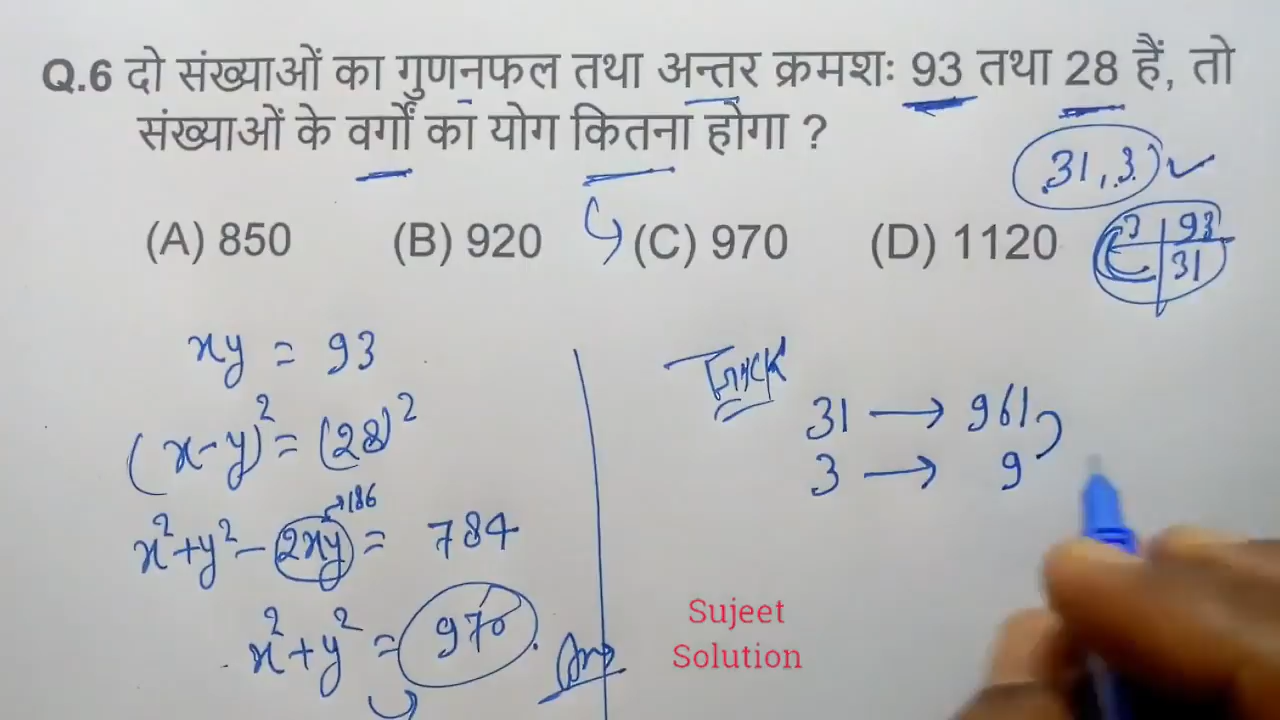 Q.6 दो संख्याओं का गुणनफल तथा अन्तर क्रमशः 93 तथा 28 हैं, तो
संख्याओं के वर्गों का योग कितना होगा ?
31, 3
(A) 850 (B) 920 (C) 970 (D) 1120
3 93
31
xy = 93
(x-y)² = (28)²
x²+y² - 2xy = 784
186
x²+y² = 970. Ans
Trick
31 → 961
3 → 9
Sujeet
Solution